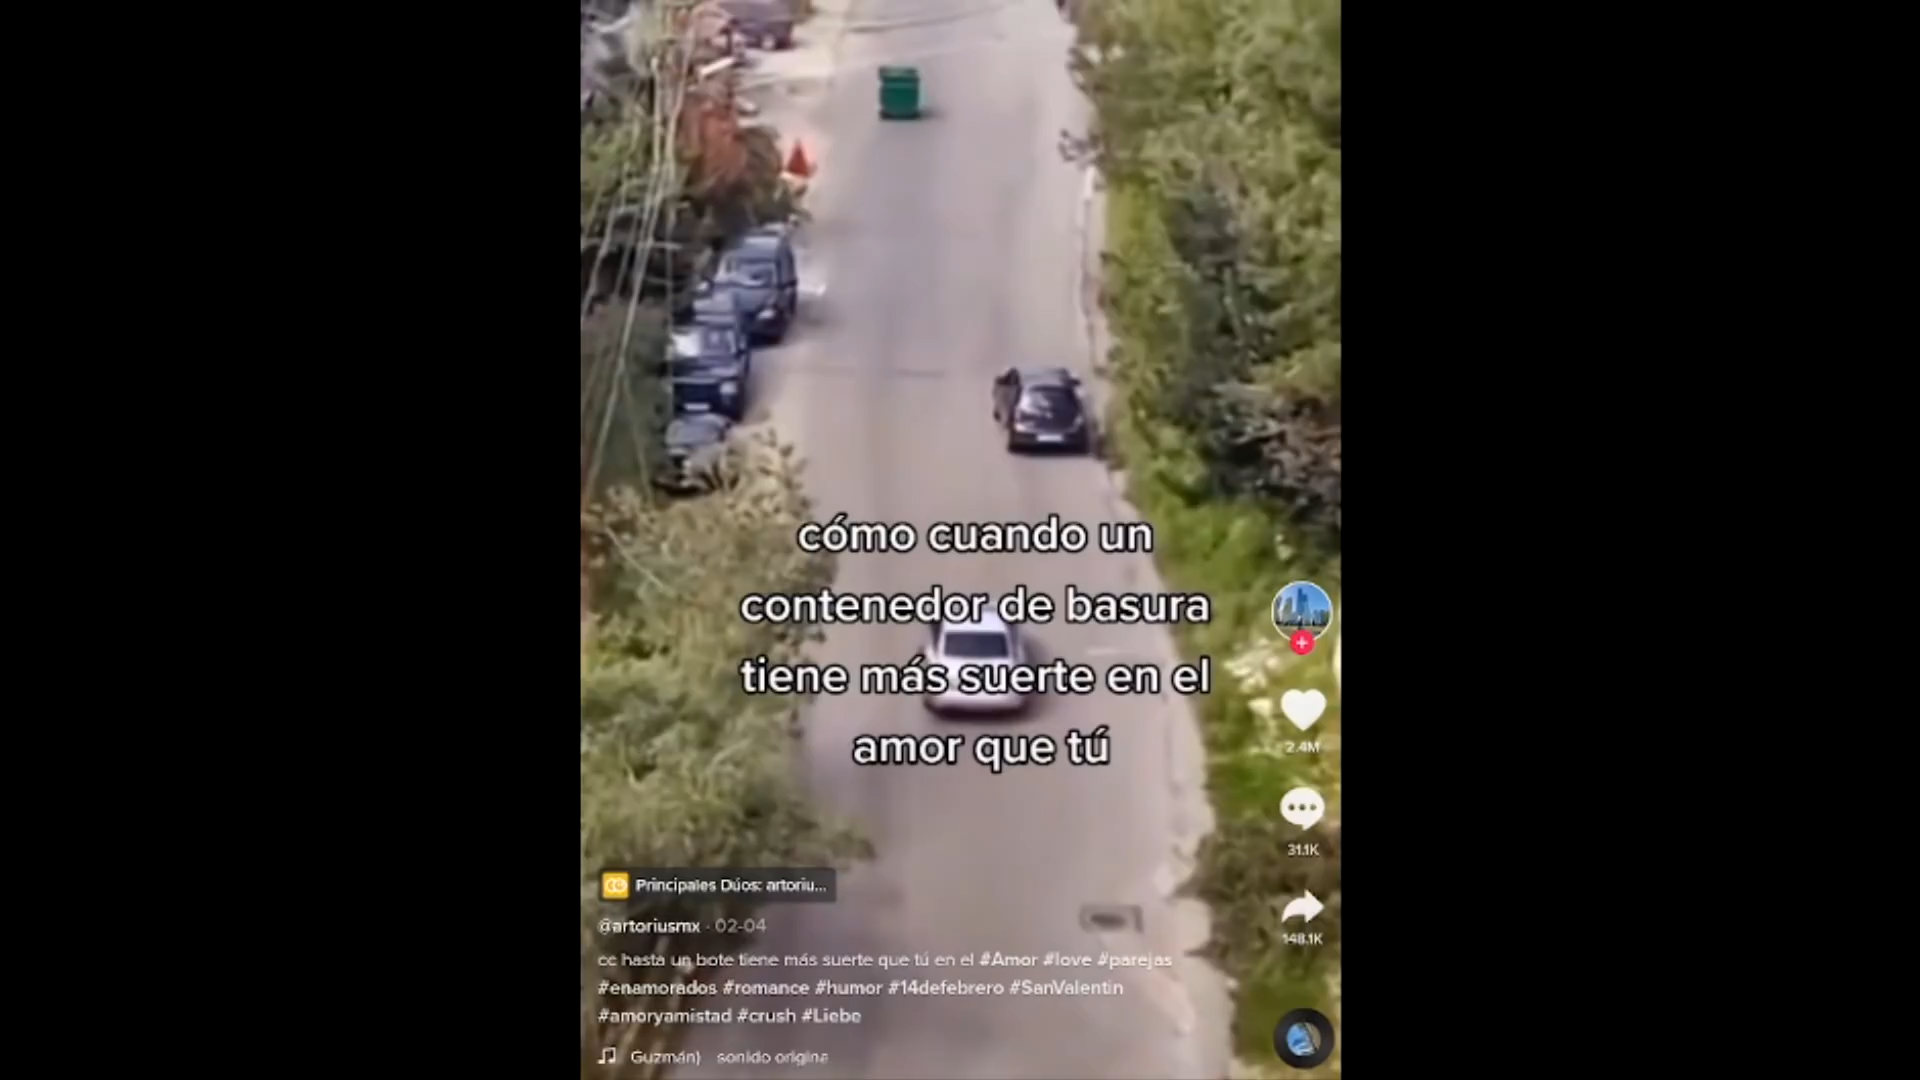 cómo cuando un
contenedor de basura
tiene más suerte en el
amor que tú
2.4M
31.1K
148.1K
Principales Dúos: artoriu...
@artoriusmx · 02-04
cc hasta un bote tiene más suerte que tú en el #Amor #love #parejas
#enamorados #romance #humor #14defebrero #SanValentin
#amoryamistad #crush #Liebe
Guzmán) sonido origina